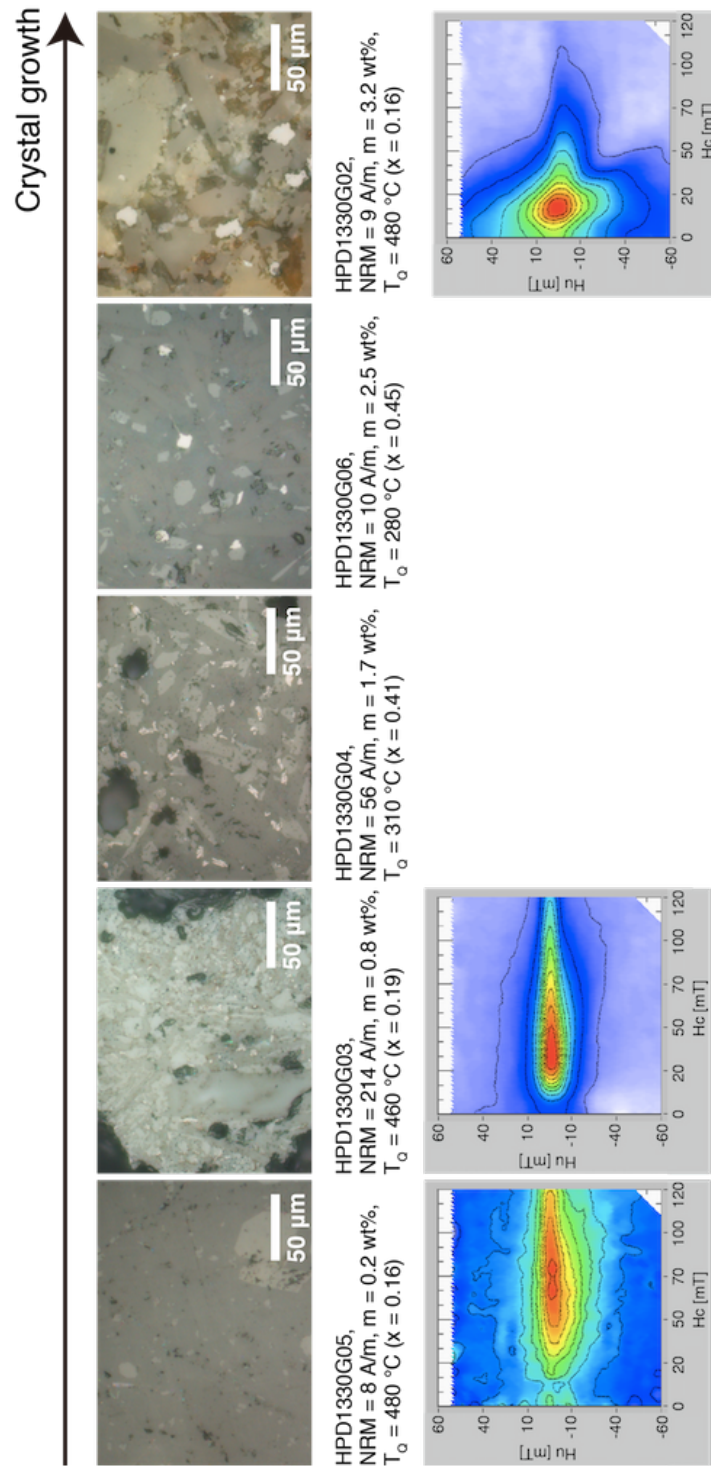 Crystal growth
50 µm
50 µm
50 µm
50 µm
50 µm
HPD1330G05,
NRM = 8 A/m, m = 0.2 wt%,
T_Q = 480 °C (x = 0.16)
HPD1330G03,
NRM = 214 A/m, m = 0.8 wt%,
T_Q = 460 °C (x = 0.19)
HPD1330G04,
NRM = 56 A/m, m = 1.7 wt%,
T_Q = 310 °C (x = 0.41)
HPD1330G06,
NRM = 10 A/m, m = 2.5 wt%,
T_Q = 280 °C (x = 0.45)
HPD1330G02,
NRM = 9 A/m, m = 3.2 wt%,
T_Q = 480 °C (x = 0.16)
60
40
10
-10
-40
-60
Hu [mT]
0 20 50 70 100 120
Hc [mT]
60
40
10
-10
-40
-60
Hu [mT]
0 20 50 70 100 120
Hc [mT]
60
40
10
-10
-40
-60
Hu [mT]
0 20 50 70 100 120
Hc [mT]